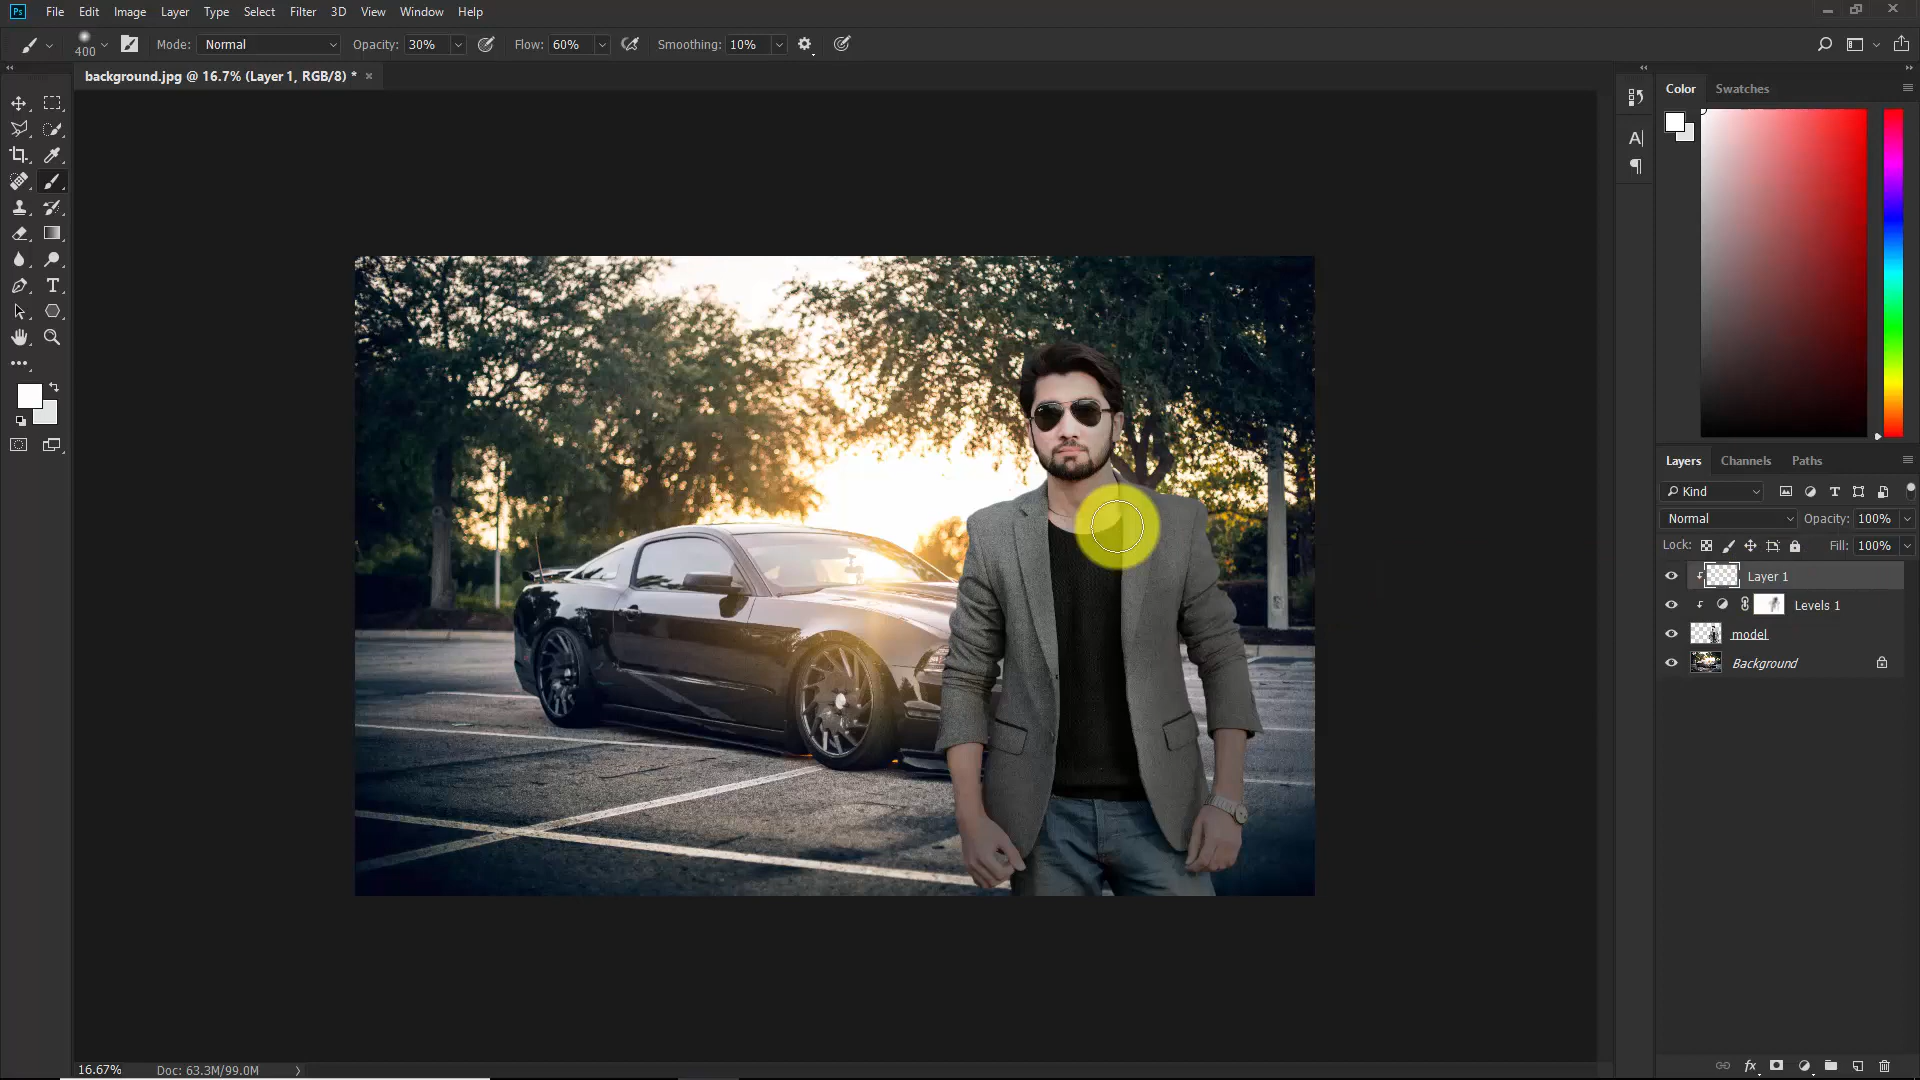 Ps File Edit Image Layer Type Select Filter 3D View Window Help
400 Mode: Normal Opacity: 30% Flow: 60% Smoothing: 10%
background.jpg @ 16.7% (Layer 1, RGB/8) * ×
Color Swatches
Layers Channels Paths
Kind
Normal Opacity: 100%
Lock: Fill: 100%
Layer 1
Levels 1
model
Background
16.67% Doc: 63.3M/99.0M